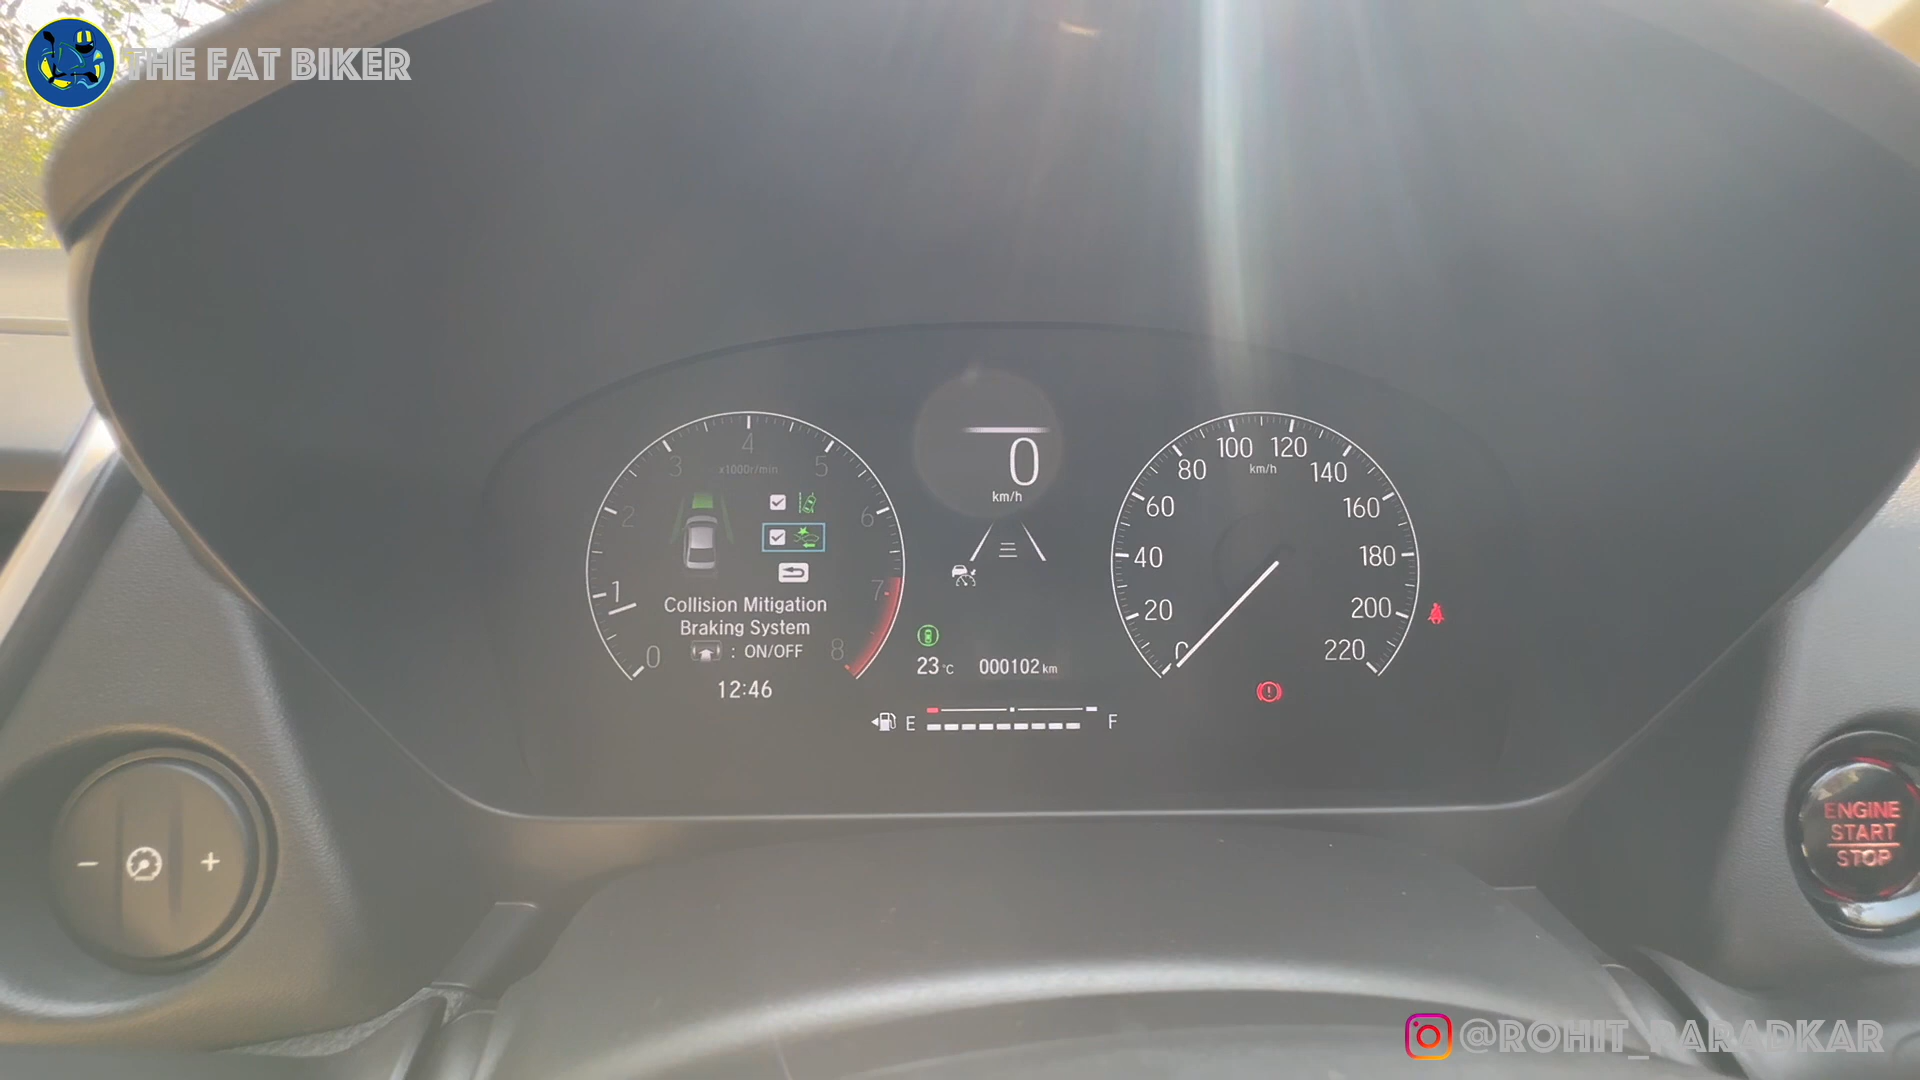 THE FAT BIKER
x1000r/min
0
1
2
3
4
5
6
7
8
Collision Mitigation
Braking System
: ON/OFF
12:46
0
km/h
23°C
000102 km
E
F
km/h
0
20
40
60
80
100
120
140
160
180
200
220
− +
ENGINE
START
STOP
@ROHIT_PARADKAR